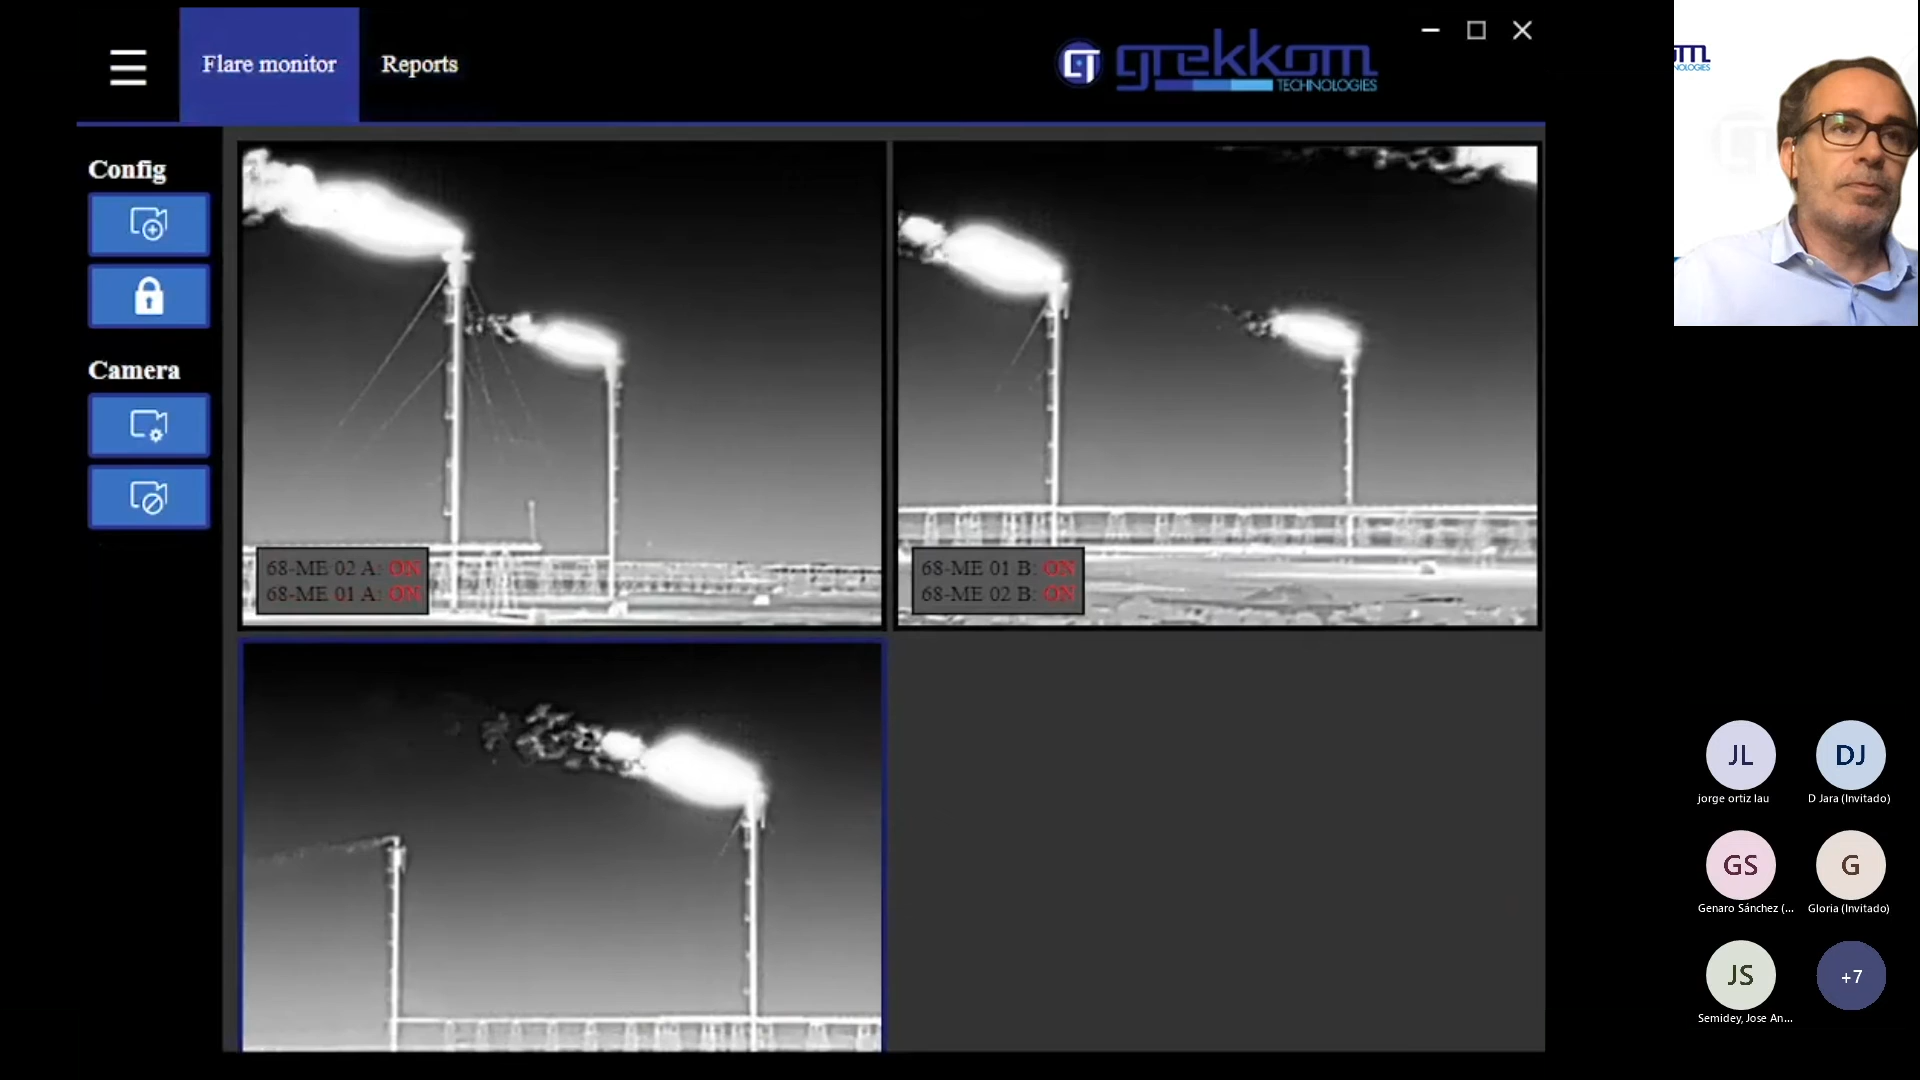 Flare monitor
Reports
grekkom
TECHNOLOGIES
Config
Camera
68-ME 02 A: ON
68-ME 01 A: ON
68-ME 01 B: ON
68-ME 02 B: ON
JL
jorge ortiz lau
DJ
D Jara (Invitado)
GS
Genaro Sánchez (...
G
Gloria (Invitado)
JS
Semidey, Jose An...
+7